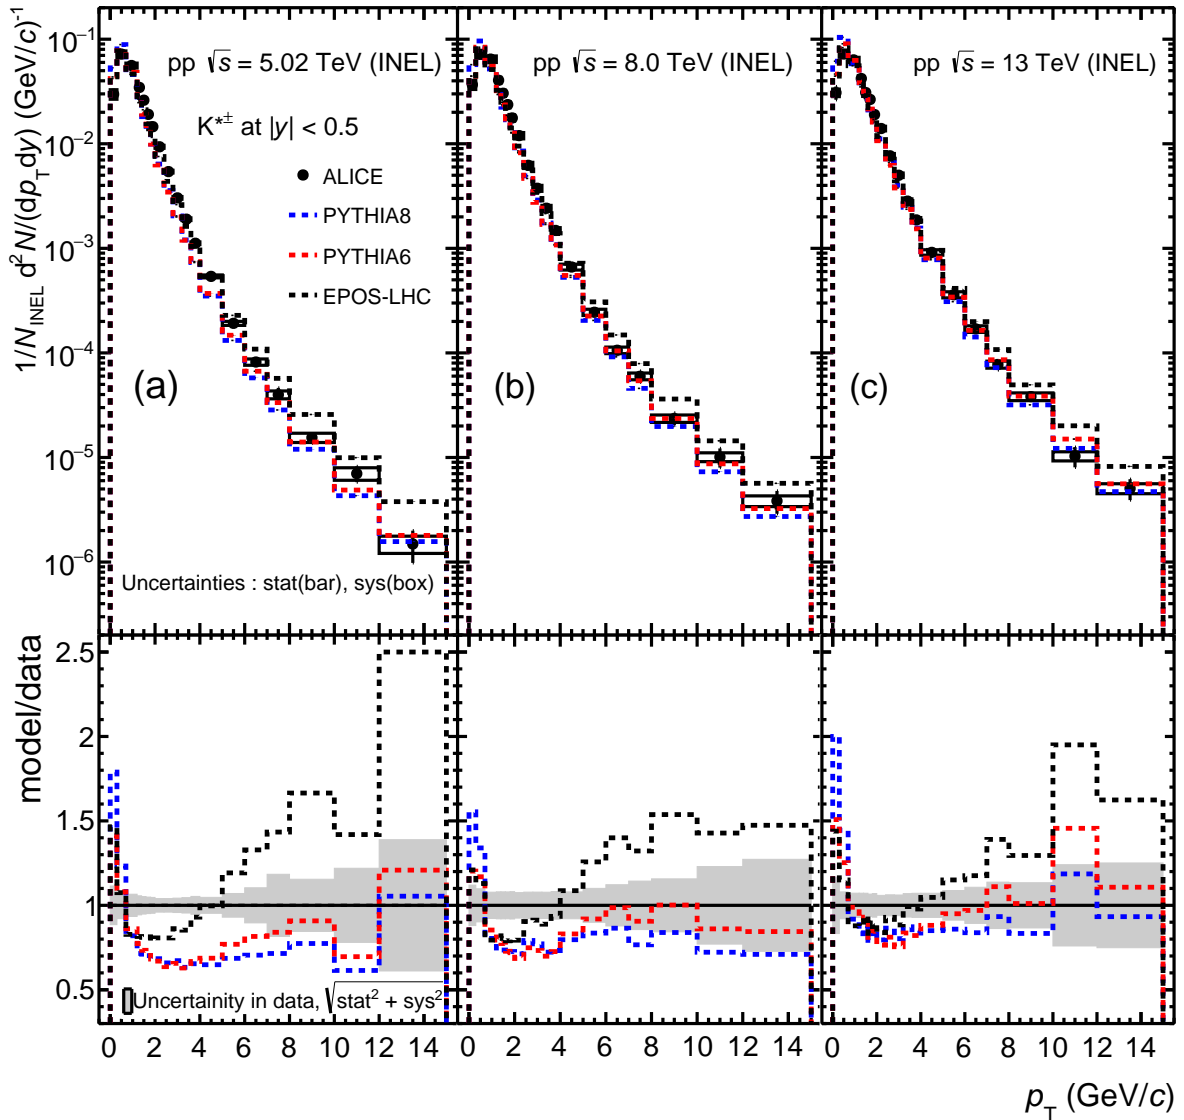 pp √s = 5.02 TeV (INEL)
pp √s = 8.0 TeV (INEL)
pp √s = 13 TeV (INEL)
1/N_INEL d²N/(dp_T dy) (GeV/c)⁻¹
10⁻¹
10⁻²
10⁻³
10⁻⁴
10⁻⁵
10⁻⁶
K*± at |y| < 0.5
ALICE
PYTHIA8
PYTHIA6
EPOS-LHC
(a)
(b)
(c)
Uncertainties : stat(bar), sys(box)
model/data
2.5
2
1.5
1
0.5
Uncertainity in data, √stat² + sys²
0 2 4 6 8 10 12 14
0 2 4 6 8 10 12 14
0 2 4 6 8 10 12 14
p_T (GeV/c)